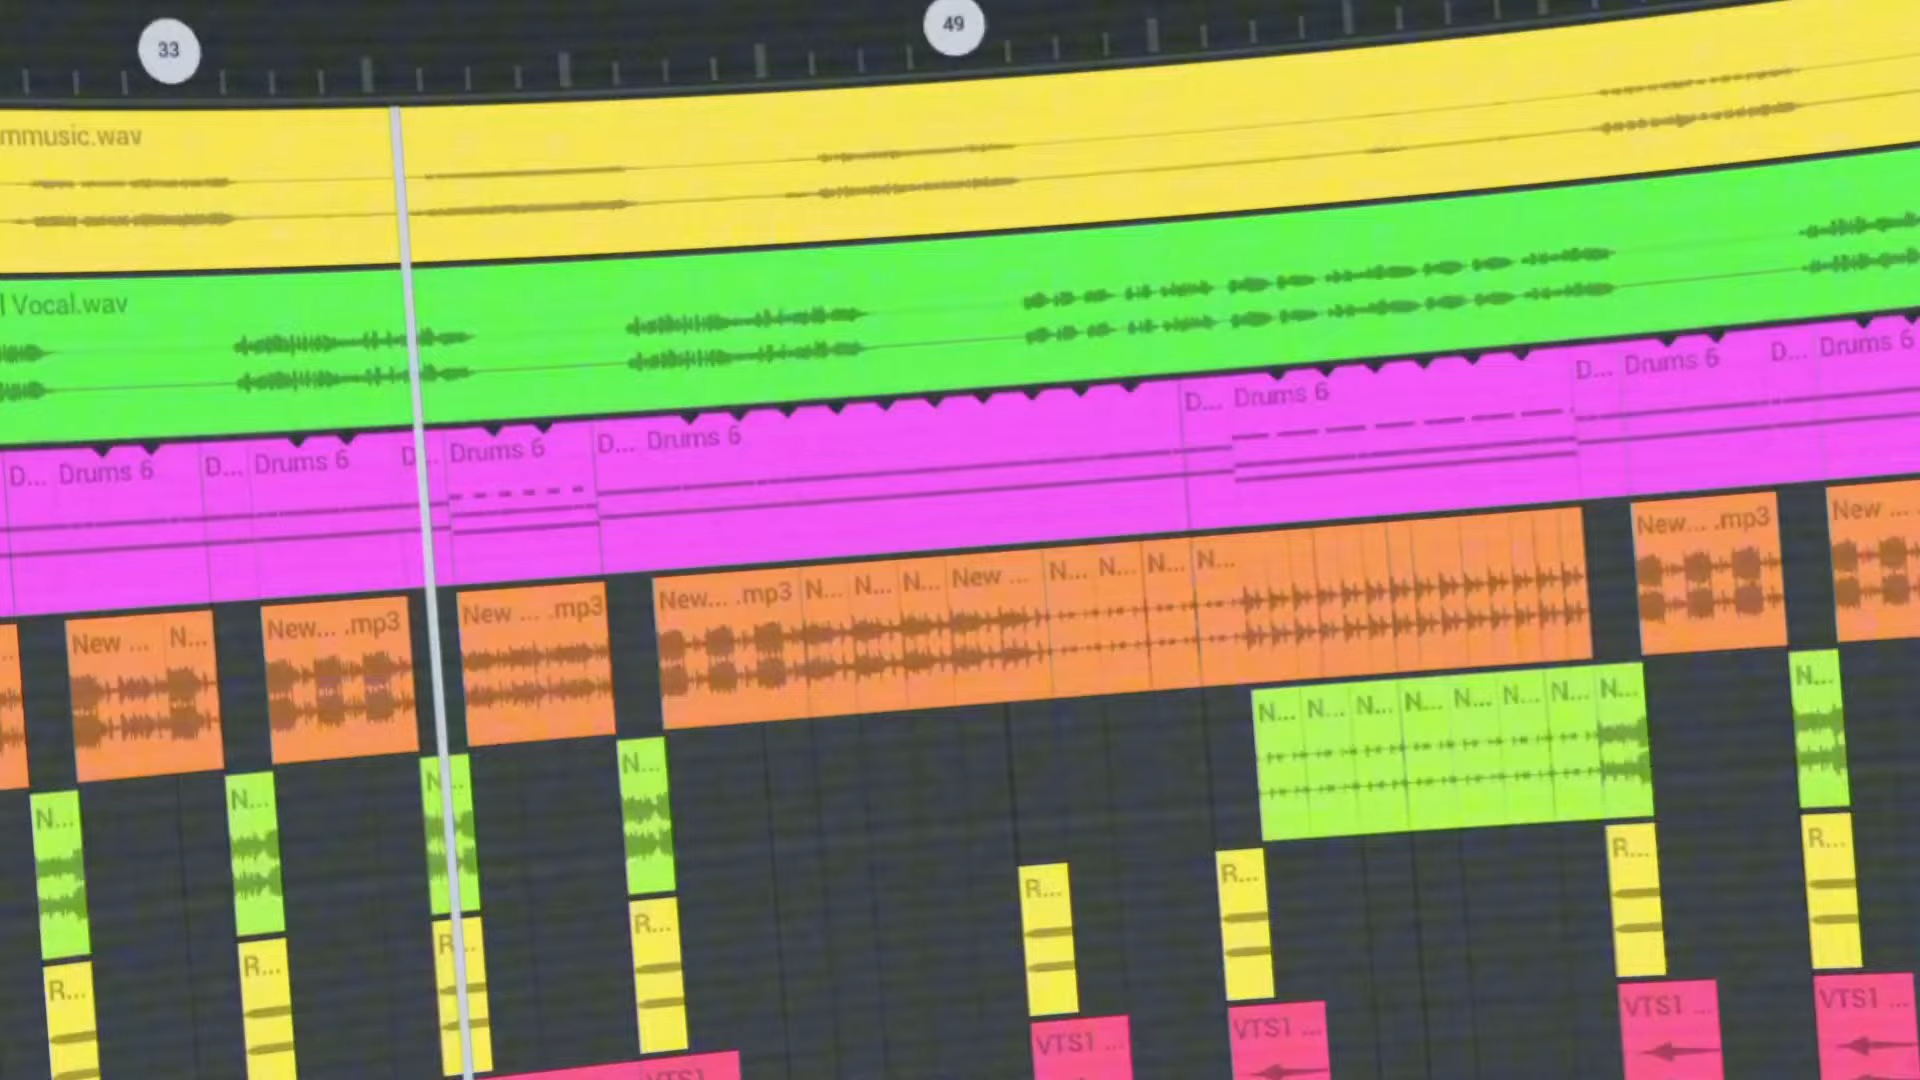 33
49
mmusic.wav
l Vocal.wav
D... Drums 6 D... Drums 6 D... Drums 6 D... Drums 6 D... Drums 6 D... Drums 6 D... Drums 6
New ... N... New... .mp3 New ... .mp3 New... .mp3 N... N... N... New ... N... N... N... N... New... .mp3 New ...
N... N... N... N... N... N... N... N... N... N... N... N... N...
R... R... R... R... R... R... R... R...
VTS1 VTS1 ... VTS1 ... VTS1 ... VTS1 ...